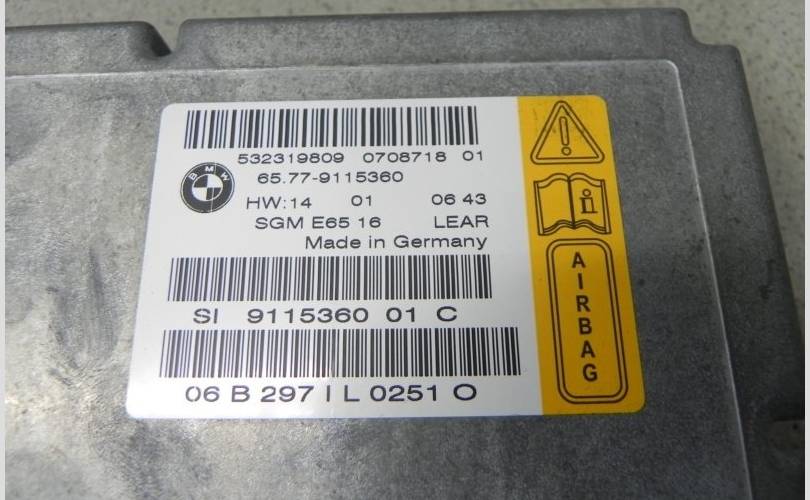 532319809 0708718 01
BMW
65.77-9115360
HW:14 01 06 43
SGM E65 16 LEAR
Made in Germany
SI 9115360 01 C
06 B 297 I L 0251 O
AIRBAG